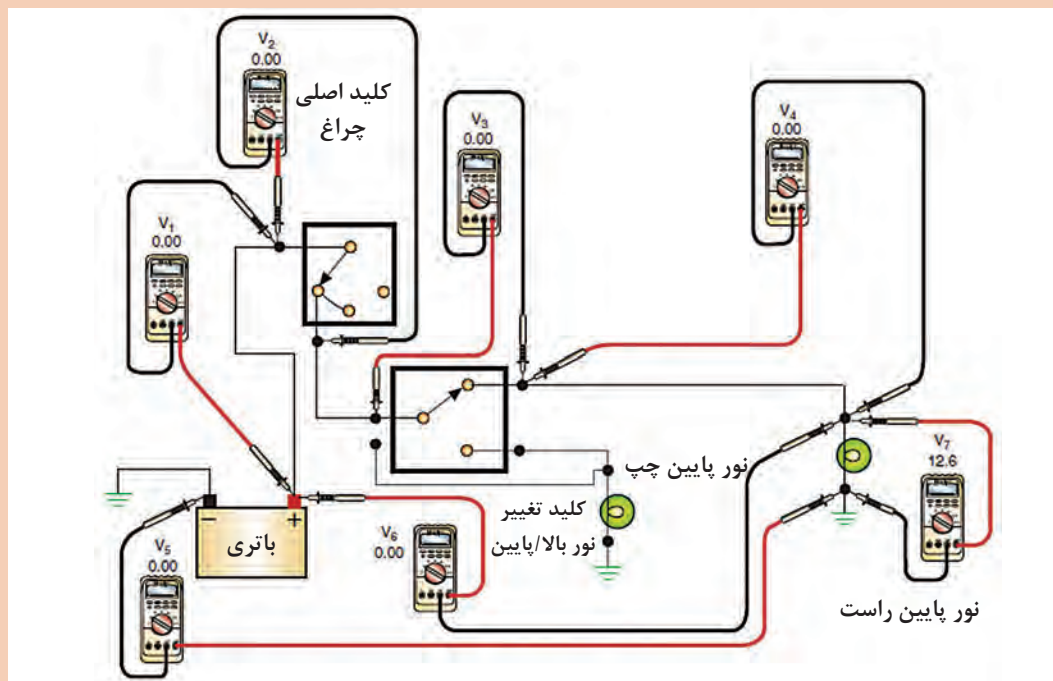 V2
0.00
کلید اصلی
چراغ
V3
0.00
V4
0.00
V1
0.00
نور پایین چپ
V7
12.6
کلید تغییر
نور بالا/پایین
− +
باتری
V6
0.00
V5
0.00
نور پایین راست